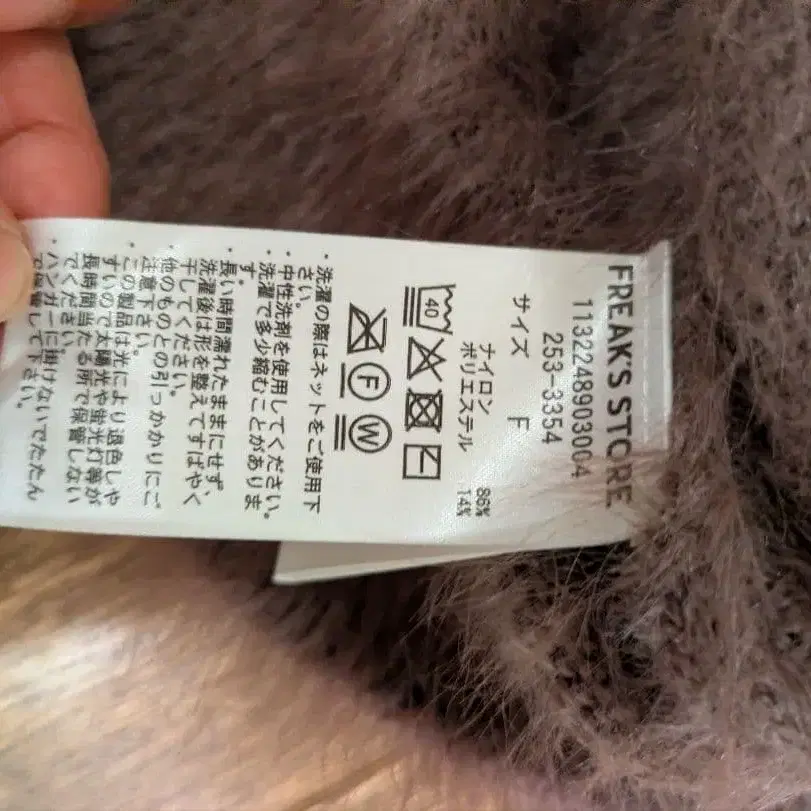 FREAK'S STORE
1132248903004
253-3354
サイズ F
ナイロン 86%
ポリエステル 14%
40
F
W
・洗濯の際はネットをご使用下
さい。
・中性洗剤を使用してください。
・洗濯で多少縮むことがありま
す。
・長い時間濡れたままにせず、
洗濯後は形を整えてすばやく
干してください。
・他のものとの引っかかりにご
注意下さい。
・この製品は光により退色しや
すいので太陽光や蛍光灯等が
長時間当たる所で保管しない
でください。
・ハンガーに掛けないでたたん
で保管して下さい。